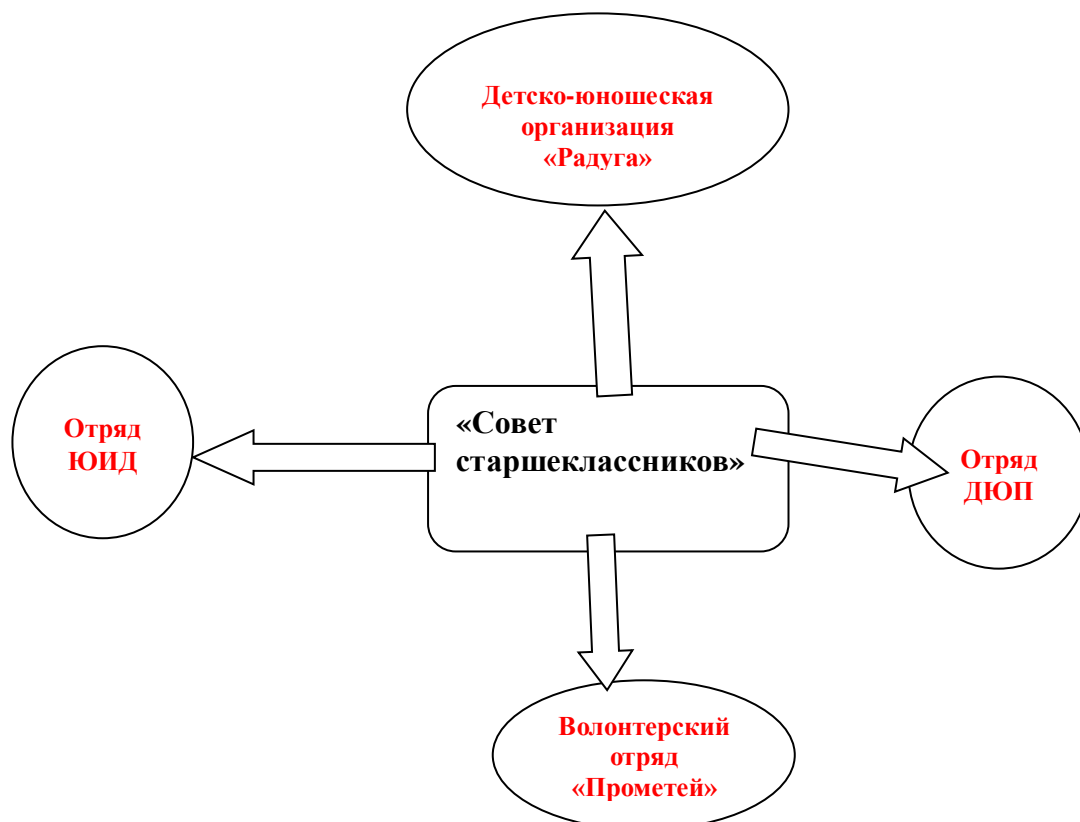 Детско-юношеская
организация
«Радуга»
«Совет
старшеклассников»
Отряд
ЮИД
Отряд
ДЮП
Волонтерский
отряд
«Прометей»